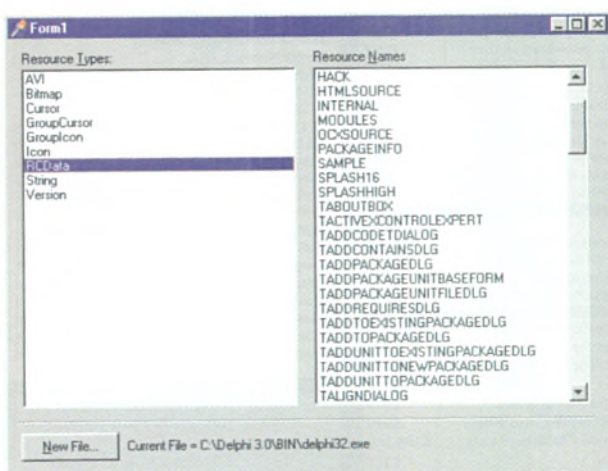 Form1
Resource Types:
AVI
Bitmap
Cursor
GroupCursor
GroupIcon
Icon
RCData
String
Version
Resource Names
HACK
HTMLSOURCE
INTERNAL
MODULES
OCXSOURCE
PACKAGEINFO
SAMPLE
SPLASH16
SPLASHHIGH
TABOUTBOX
TACTIVEXCONTROLEXPERT
TADDCODETDIALOG
TADDCONTAINSDLG
TADDPACKAGEDLG
TADDPACKAGEUNITBASEFORM
TADDPACKAGEUNITFILEDLG
TADDREQUIRESDLG
TADDTOEXISTINGPACKAGEDLG
TADDTOPACKAGEDLG
TADDUNITTOEXISTINGPACKAGEDLG
TADDUNITTONEWPACKAGEDLG
TADDUNITTOPACKAGEDLG
TALIGNDIALOG
New File... Current File = C:\Delphi 3.0\BIN\delphi32.exe